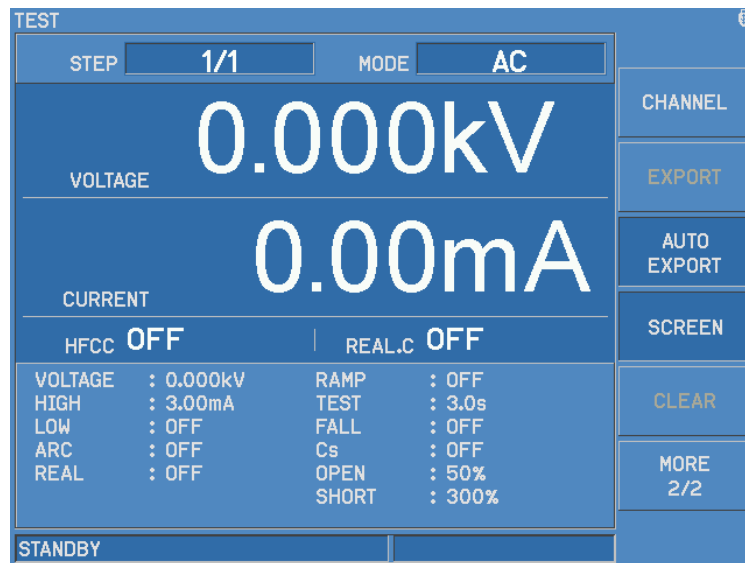 TEST
STEP 1/1 MODE AC
VOLTAGE 0.000kV
CURRENT 0.00mA
HFCC OFF REAL.C OFF
VOLTAGE : 0.000kV RAMP : OFF
HIGH : 3.00mA TEST : 3.0s
LOW : OFF FALL : OFF
ARC : OFF Cs : OFF
REAL : OFF OPEN : 50%
SHORT : 300%
STANDBY
CHANNEL
EXPORT
AUTO
EXPORT
SCREEN
CLEAR
MORE
2/2